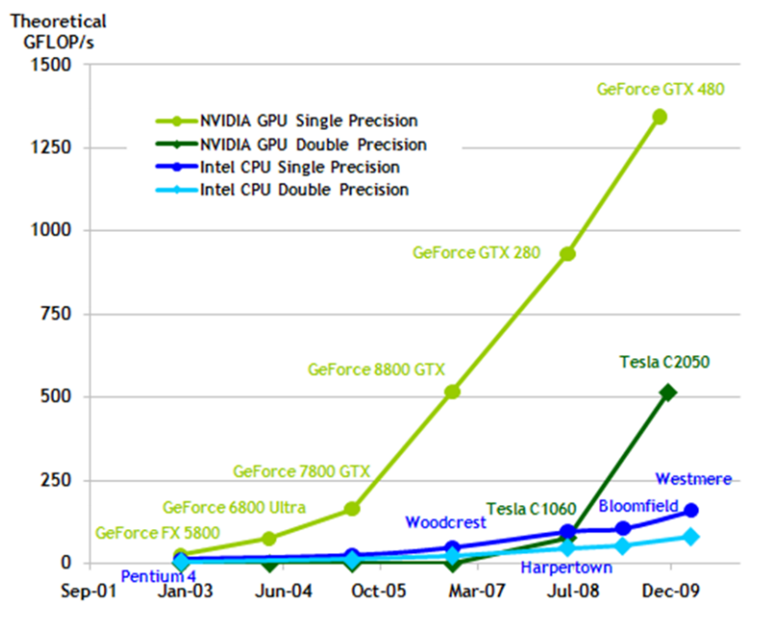 Theoretical
GFLOP/s
1500
GeForce GTX 480
NVIDIA GPU Single Precision
NVIDIA GPU Double Precision
Intel CPU Single Precision
Intel CPU Double Precision
1250
1000
GeForce GTX 280
750
GeForce 8800 GTX
Tesla C2050
500
GeForce 7800 GTX
250
Westmere
GeForce 6800 Ultra
Tesla C1060
Bloomfield
GeForce FX 5800
Woodcrest
0
Pentium 4
Harpertown
Sep-01
Jan-03
Jun-04
Oct-05
Mar-07
Jul-08
Dec-09